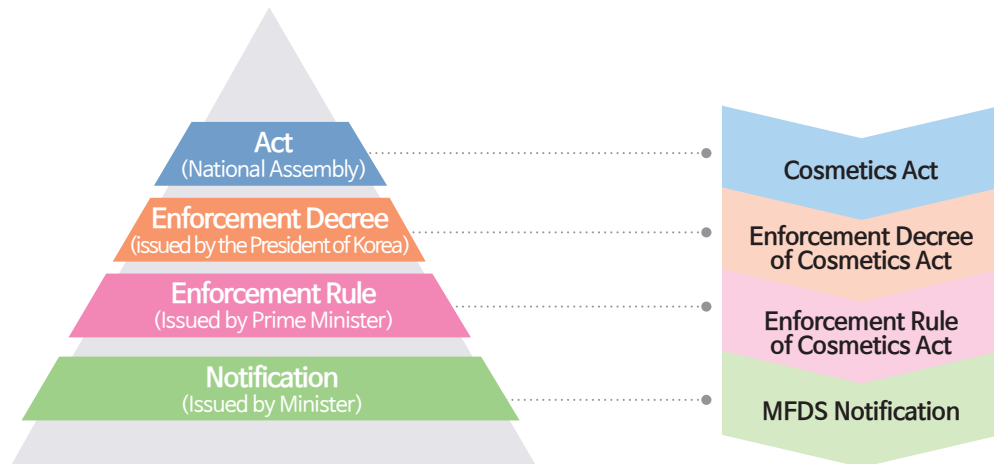 Act
(National Assembly)
Enforcement Decree
(issued by the President of Korea)
Enforcement Rule
(Issued by Prime Minister)
Notification
(Issued by Minister)
Cosmetics Act
Enforcement Decree
of Cosmetics Act
Enforcement Rule
of Cosmetics Act
MFDS Notification